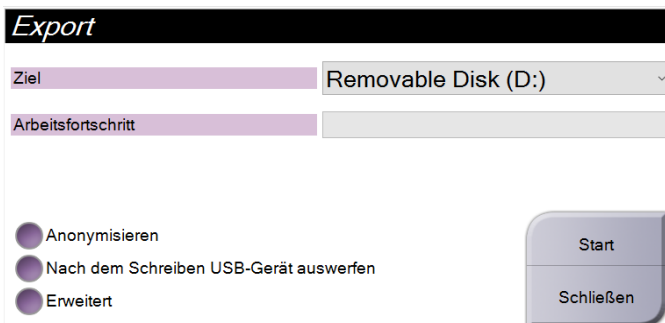 Export
Ziel
Removable Disk (D:)
Arbeitsfortschritt
Anonymisieren
Nach dem Schreiben USB-Gerät auswerfen
Erweitert
Start
Schließen